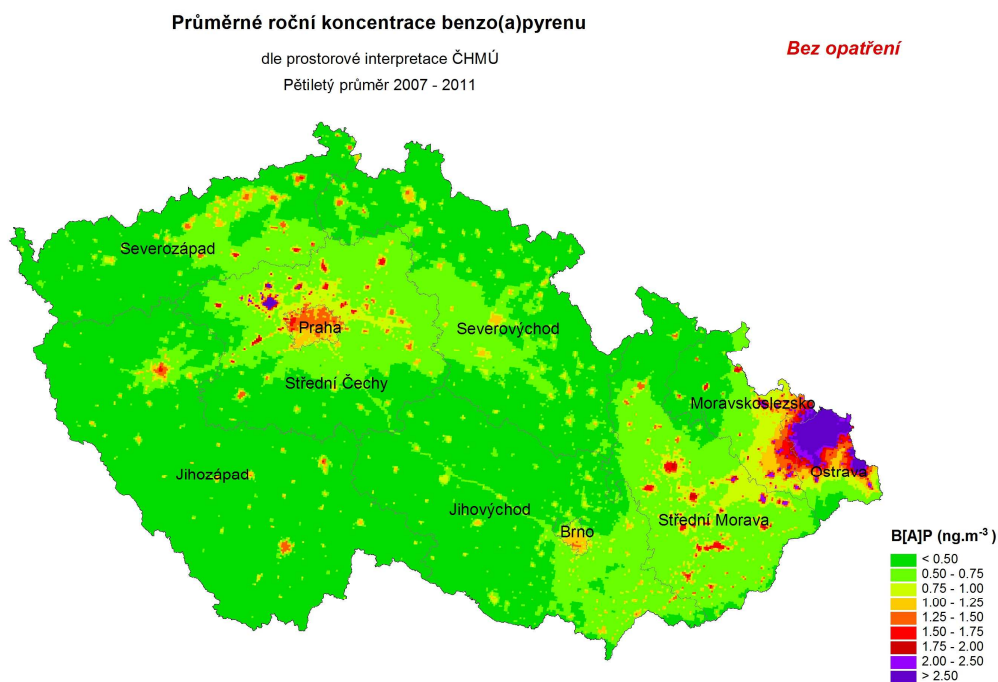 Průměrné roční koncentrace benzo(a)pyrenu
Bez opatření
dle prostorové interpretace ČHMÚ
Pětiletý průměr 2007 - 2011
Severozápad
Praha
Severovýchod
Střední Čechy
Moravskoslezsko
Ostrava
Jihozápad
Jihovýchod
Střední Morava
Brno
B[A]P (ng.m⁻³)
< 0.50
0.50 - 0.75
0.75 - 1.00
1.00 - 1.25
1.25 - 1.50
1.50 - 1.75
1.75 - 2.00
2.00 - 2.50
> 2.50